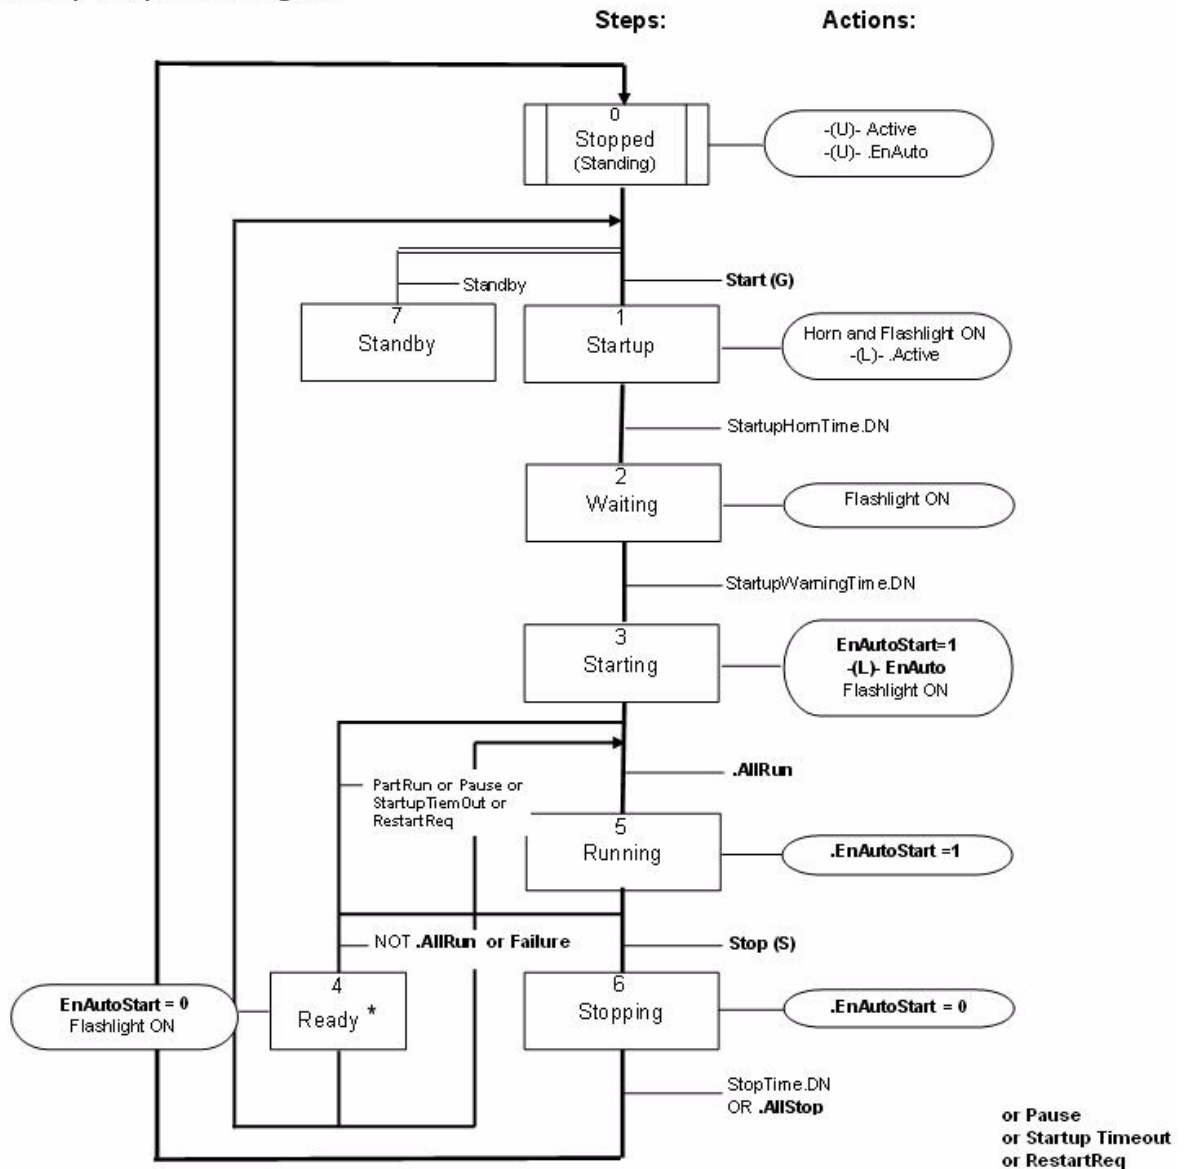 Steps:
Actions:
0
Stopped
(Standing)
-(U)- Active
-(U)- .EnAuto
Standby
Start (G)
7
Standby
1
Startup
Horn and Flashlight ON
-(L)- .Active
StartupHornTime.DN
2
Waiting
Flashlight ON
StartupWarningTime.DN
3
Starting
EnAutoStart=1
-(L)- EnAuto
Flashlight ON
.AllRun
PartRun or Pause or
StartupTiemOut or
RestartReq
5
Running
.EnAutoStart =1
NOT .AllRun or Failure
Stop (S)
EnAutoStart = 0
Flashlight ON
4
Ready *
6
Stopping
.EnAutoStart = 0
StopTime.DN
OR .AllStop
or Pause
or Startup Timeout
or RestartReq